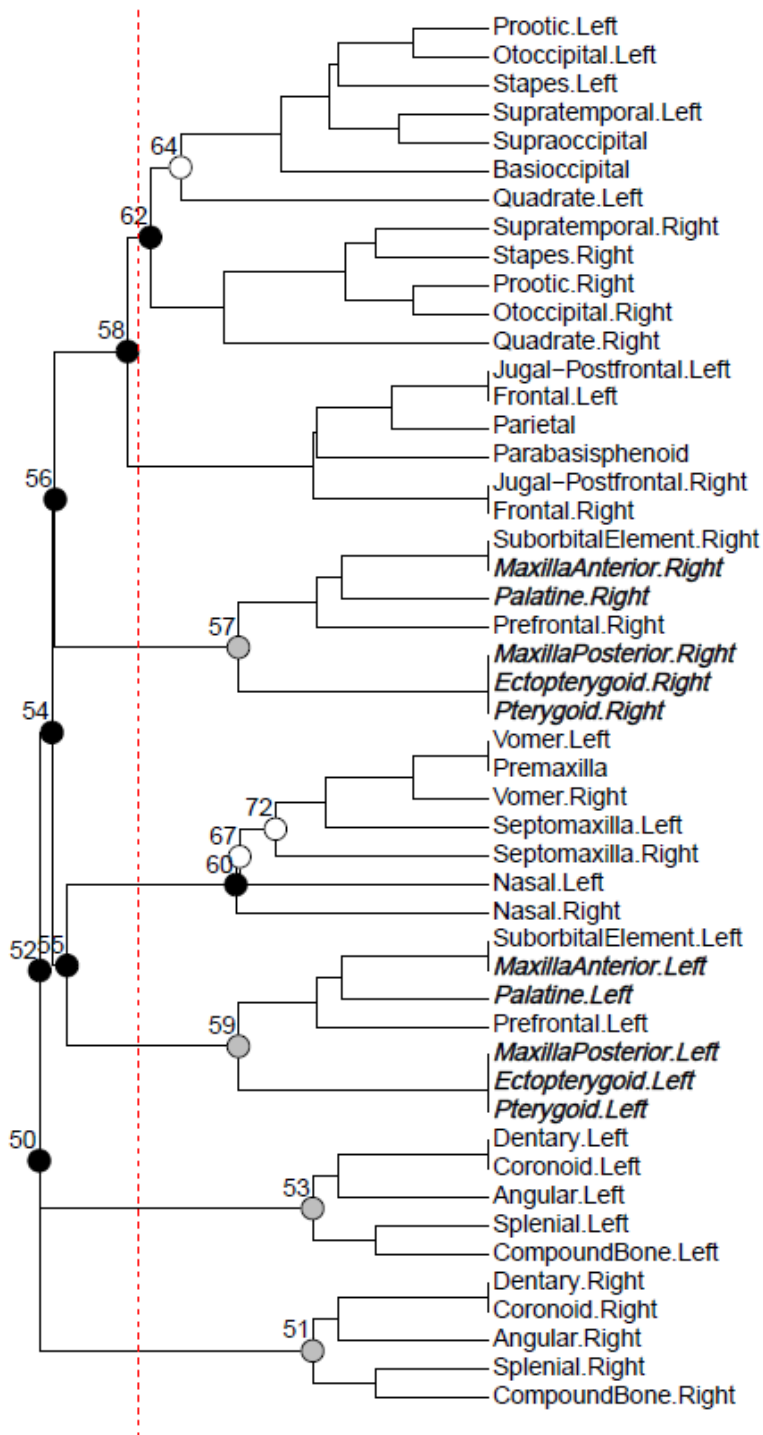 Prootic.Left
Otoccipital.Left
Stapes.Left
Supratemporal.Left
64
Supraoccipital
Basioccipital
Quadrate.Left
62
Supratemporal.Right
Stapes.Right
Prootic.Right
Otoccipital.Right
58
Quadrate.Right
Jugal−Postfrontal.Left
Frontal.Left
Parietal
Parabasisphenoid
56
Jugal−Postfrontal.Right
Frontal.Right
SuborbitalElement.Right
MaxillaAnterior.Right
Palatine.Right
57
Prefrontal.Right
MaxillaPosterior.Right
Ectopterygoid.Right
54
Pterygoid.Right
Vomer.Left
Premaxilla
Vomer.Right
72
Septomaxilla.Left
67
Septomaxilla.Right
60
Nasal.Left
Nasal.Right
52
55
SuborbitalElement.Left
MaxillaAnterior.Left
Palatine.Left
59
Prefrontal.Left
MaxillaPosterior.Left
Ectopterygoid.Left
Pterygoid.Left
50
Dentary.Left
Coronoid.Left
53
Angular.Left
Splenial.Left
CompoundBone.Left
Dentary.Right
Coronoid.Right
51
Angular.Right
Splenial.Right
CompoundBone.Right